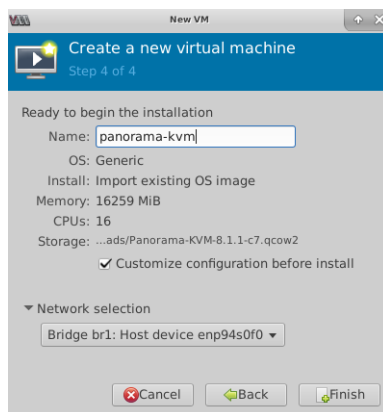 New VM
Create a new virtual machine
Step 4 of 4
Ready to begin the installation
Name: panorama-kvm
OS: Generic
Install: Import existing OS image
Memory: 16259 MiB
CPUs: 16
Storage: ...ads/Panorama-KVM-8.1.1-c7.qcow2
Customize configuration before install
Network selection
Bridge br1: Host device enp94s0f0
Cancel Back Finish